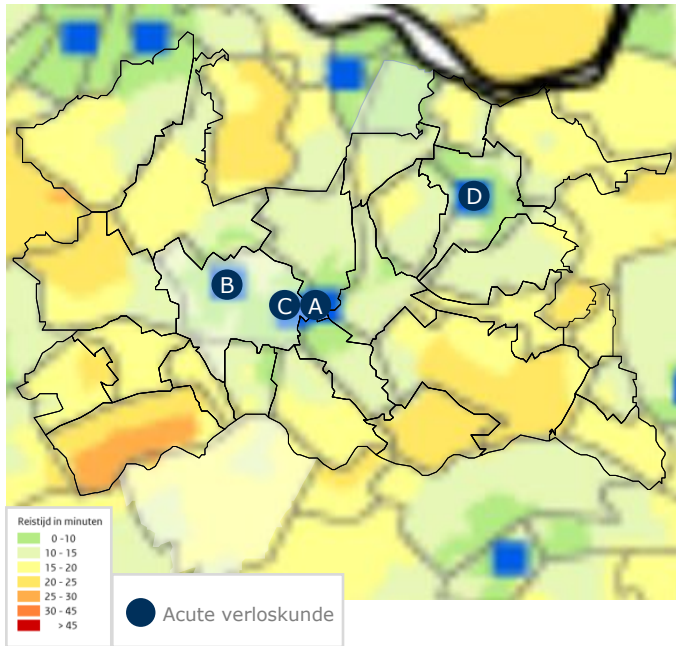 D
B
C A
Reistijd in minuten
0 -10
10 - 15
15 - 20
20 - 25
25 - 30
30 - 45
> 45
Acute verloskunde